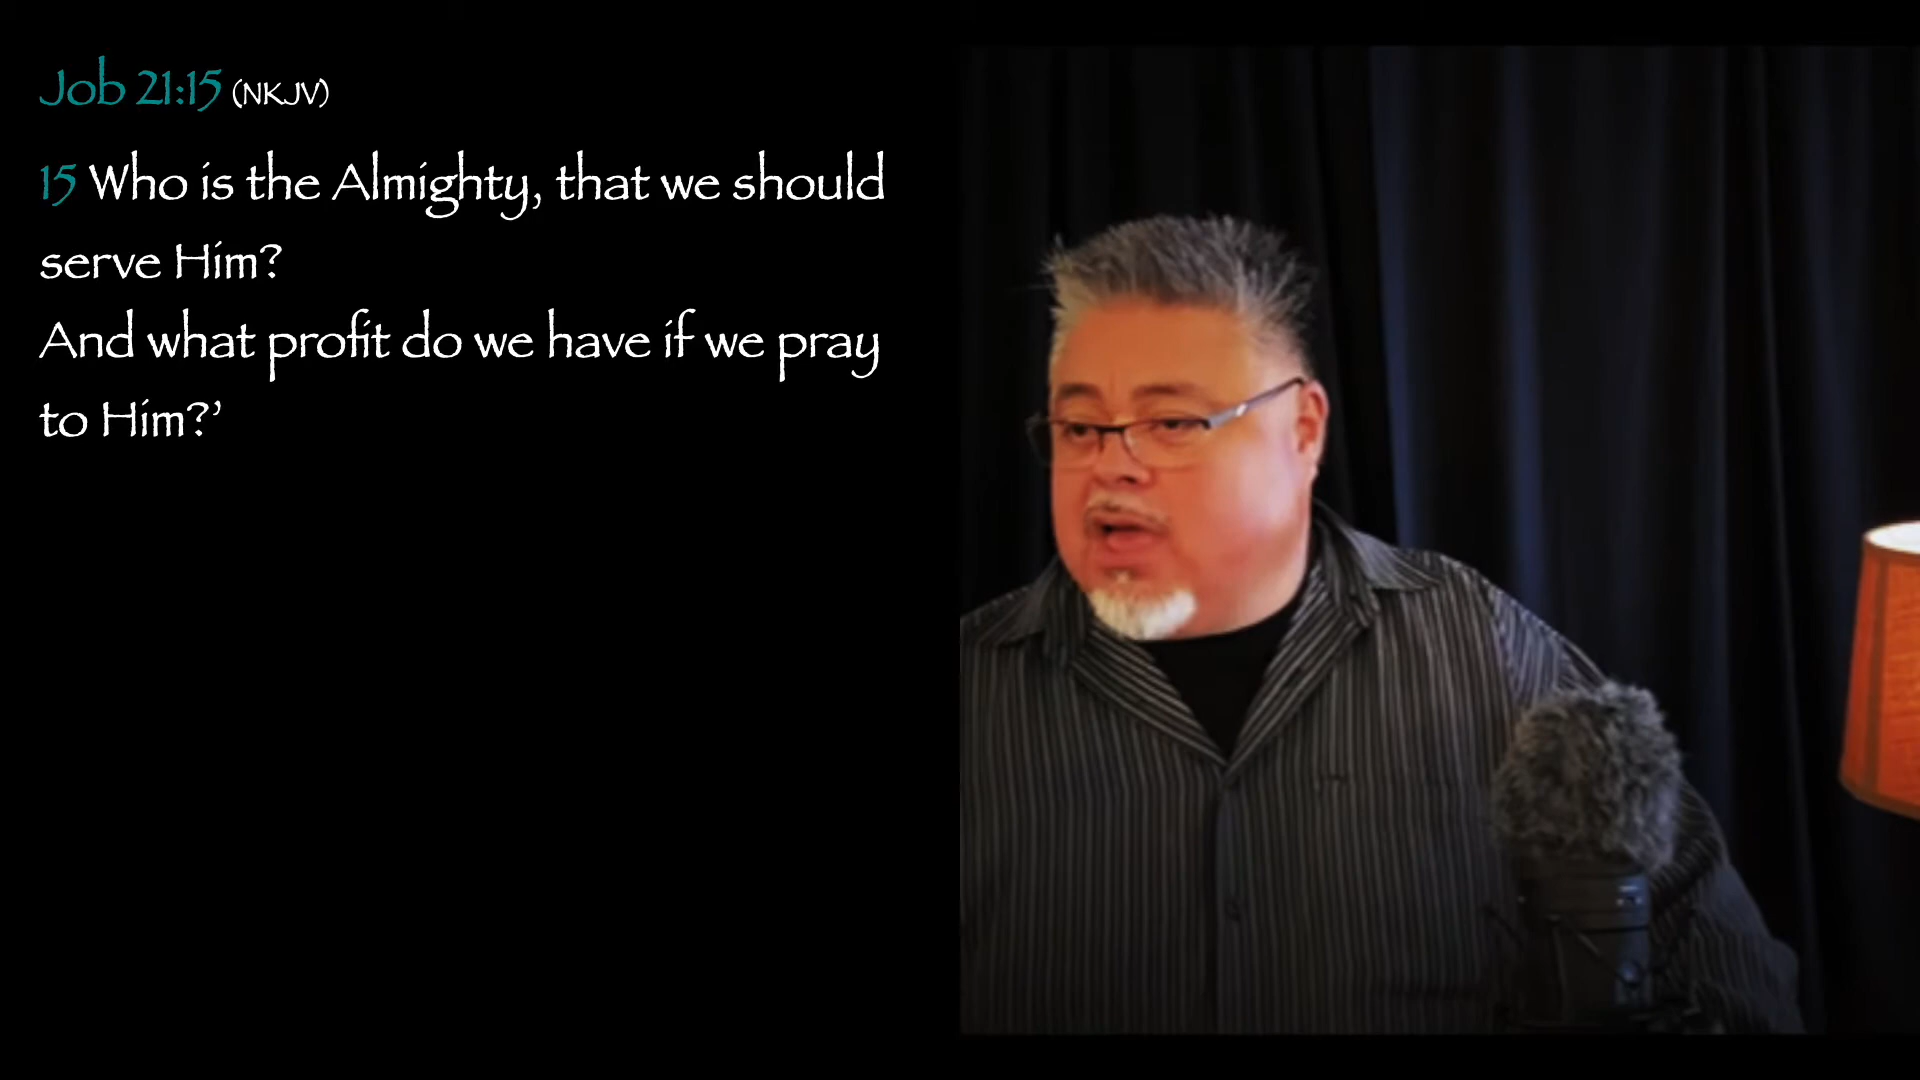 Job 21:15 (NKJV)
15 Who is the Almighty, that we should
serve Him?
And what profit do we have if we pray
to Him?’